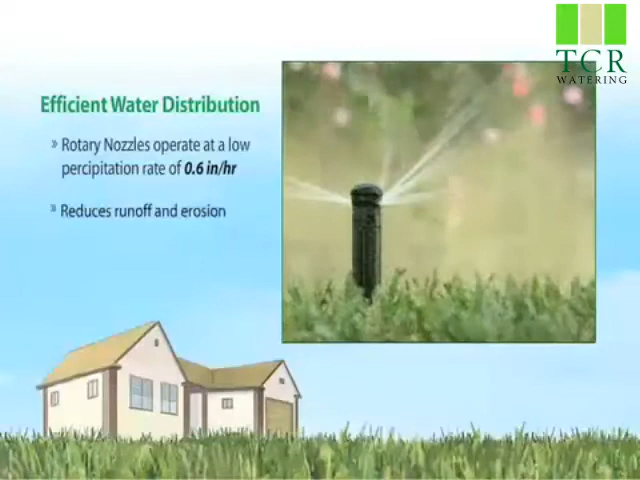 TCR
WATERING
Efficient Water Distribution
» Rotary Nozzles operate at a low
percipitation rate of 0.6 in/hr
» Reduces runoff and erosion